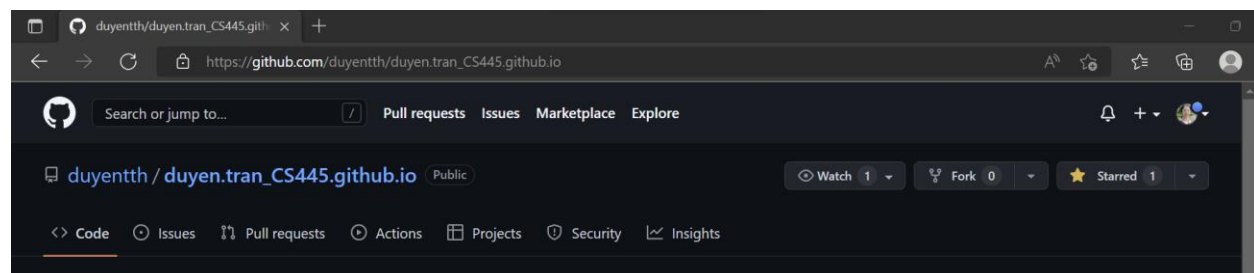 duyentth/duyen.tran_CS445.gith
https://github.com/duyentth/duyen.tran_CS445.github.io
Search or jump to... / Pull requests Issues Marketplace Explore
duyentth / duyen.tran_CS445.github.io Public Watch 1 Fork 0 Starred 1
<> Code Issues Pull requests Actions Projects Security Insights